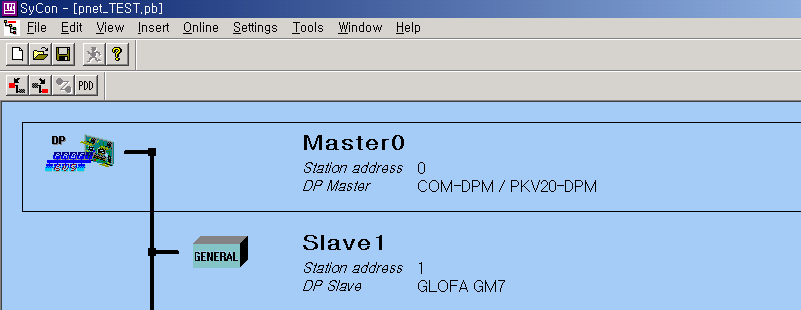 SyCon - [pnet_TEST.pb]
File Edit View Insert Online Settings Tools Window Help
PDD
DP
Master0
Station address 0
DP Master COM-DPM / PKV20-DPM
GENERAL
Slave1
Station address 1
DP Slave GLOFA GM7